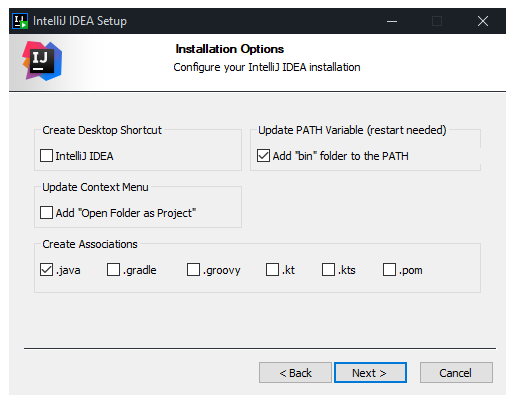 IntelliJ IDEA Setup
IJ
Installation Options
Configure your IntelliJ IDEA installation
Create Desktop Shortcut
IntelliJ IDEA
Update PATH Variable (restart needed)
Add "bin" folder to the PATH
Update Context Menu
Add "Open Folder as Project"
Create Associations
.java .gradle .groovy .kt .kts .pom
< Back Next > Cancel